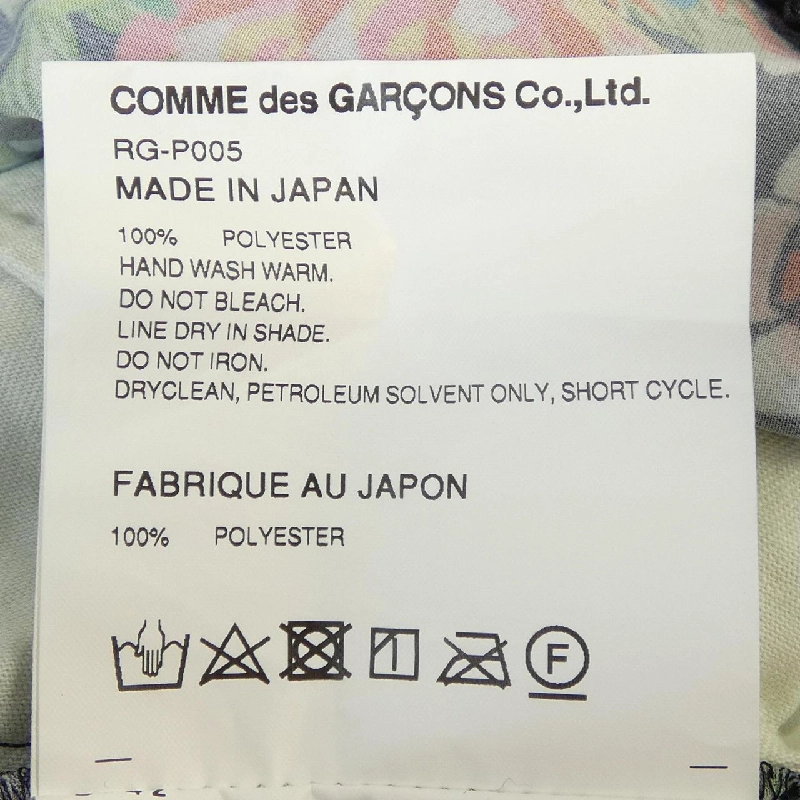 COMME des GARÇONS Co.,Ltd.
RG-P005
MADE IN JAPAN
100% POLYESTER
HAND WASH WARM.
DO NOT BLEACH.
LINE DRY IN SHADE.
DO NOT IRON.
DRYCLEAN, PETROLEUM SOLVENT ONLY, SHORT CYCLE.
FABRIQUE AU JAPON
100% POLYESTER
F